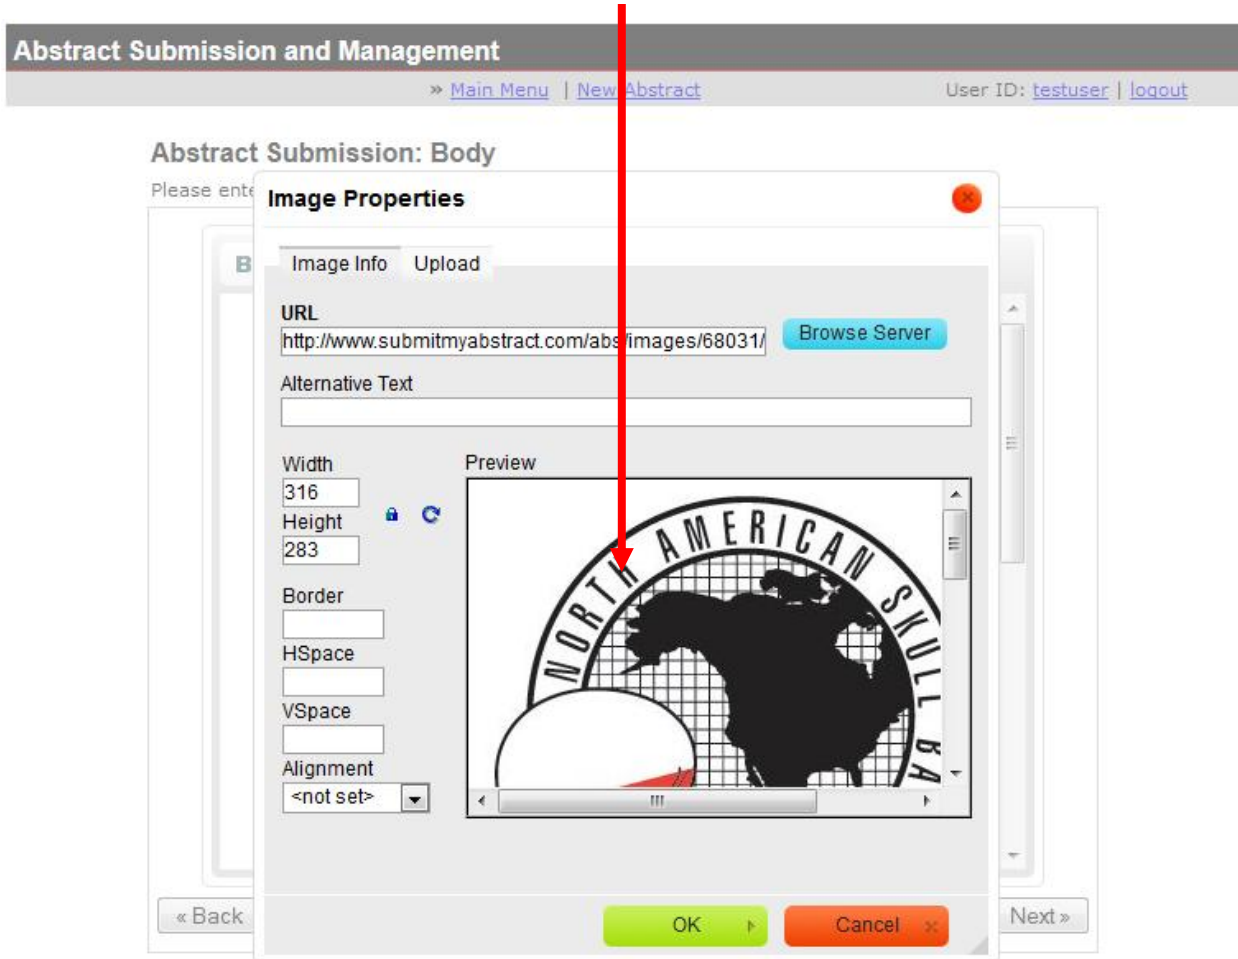 Abstract Submission and Management
» Main Menu | New Abstract User ID: testuser | logout
Abstract Submission: Body
Please ente
Image Properties
B
Image Info Upload
URL
http://www.submitmyabstract.com/abs/images/68031/ Browse Server
Alternative Text
Width Preview
316
Height
283
Border
HSpace
VSpace
Alignment
<not set>
NORTH AMERICAN SKULL BA
« Back OK Cancel Next »